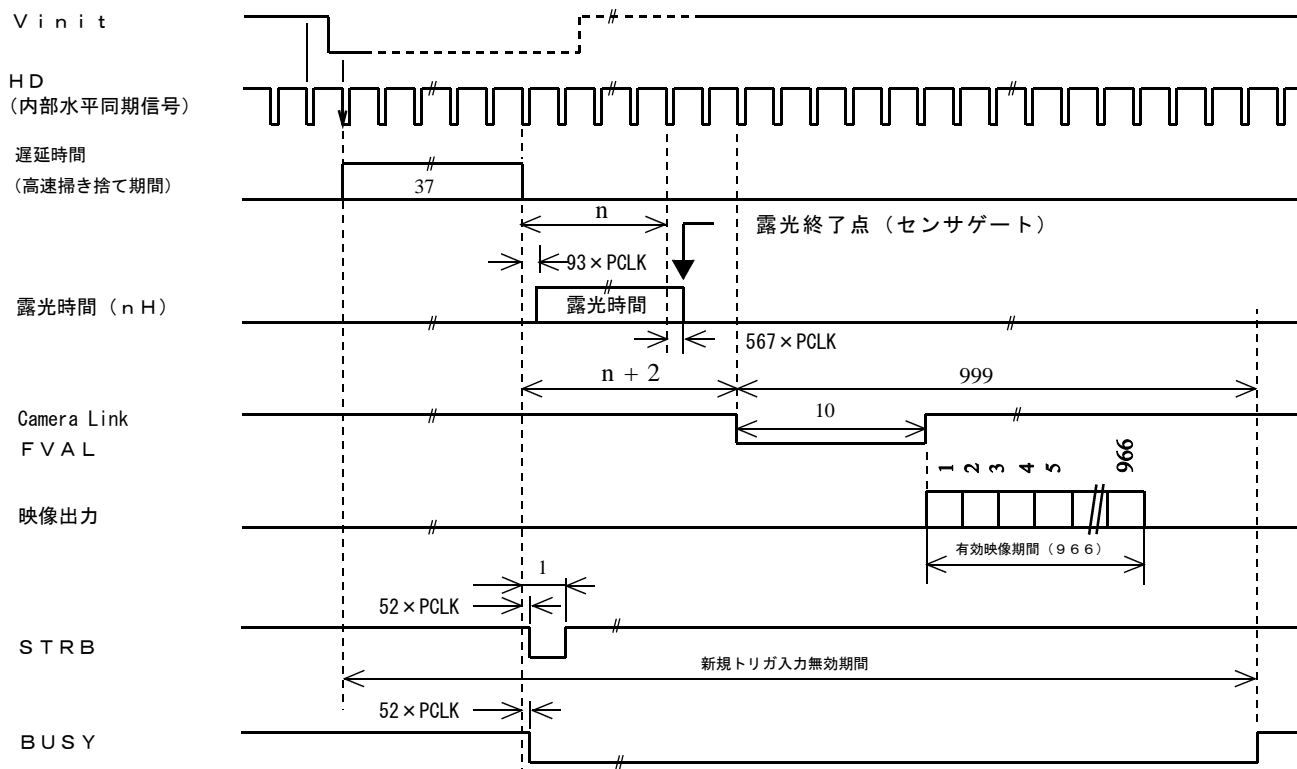 Ｖｉｎｉｔ
ＨＤ
（内部水平同期信号）
遅延時間
（高速掃き捨て期間）
37
n
露光終了点（センサゲート）
93×PCLK
露光時間（ｎＨ）
露光時間
567×PCLK
n + 2
999
Camera Link
ＦＶＡＬ
10
1
2
3
4
5
966
映像出力
有効映像期間（９６６）
1
52×PCLK
ＳＴＲＢ
新規トリガ入力無効期間
52×PCLK
ＢＵＳＹ